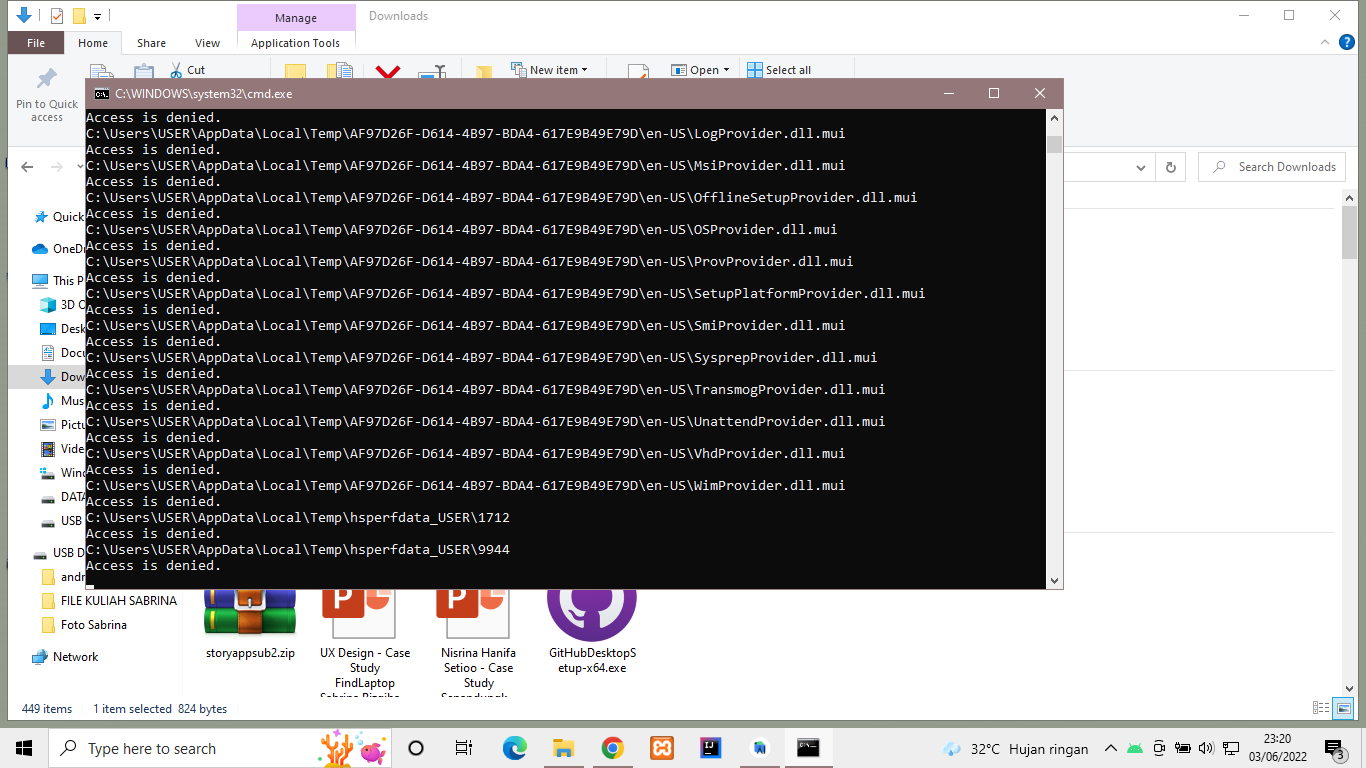 Manage
Downloads
File
Home
Share
View
Application Tools
Pin to Quick
access
Cut
New item
Open
Select all
C:\WINDOWS\system32\cmd.exe
Access is denied.
C:\Users\USER\AppData\Local\Temp\AF97D26F-D614-4B97-BDA4-617E9B49E79D\en-US\LogProvider.dll.mui
Access is denied.
C:\Users\USER\AppData\Local\Temp\AF97D26F-D614-4B97-BDA4-617E9B49E79D\en-US\MsiProvider.dll.mui
Access is denied.
C:\Users\USER\AppData\Local\Temp\AF97D26F-D614-4B97-BDA4-617E9B49E79D\en-US\OfflineSetupProvider.dll.mui
Access is denied.
C:\Users\USER\AppData\Local\Temp\AF97D26F-D614-4B97-BDA4-617E9B49E79D\en-US\OSProvider.dll.mui
Access is denied.
C:\Users\USER\AppData\Local\Temp\AF97D26F-D614-4B97-BDA4-617E9B49E79D\en-US\ProvProvider.dll.mui
Access is denied.
C:\Users\USER\AppData\Local\Temp\AF97D26F-D614-4B97-BDA4-617E9B49E79D\en-US\SetupPlatformProvider.dll.mui
Access is denied.
C:\Users\USER\AppData\Local\Temp\AF97D26F-D614-4B97-BDA4-617E9B49E79D\en-US\SmiProvider.dll.mui
Access is denied.
C:\Users\USER\AppData\Local\Temp\AF97D26F-D614-4B97-BDA4-617E9B49E79D\en-US\SysprepProvider.dll.mui
Access is denied.
C:\Users\USER\AppData\Local\Temp\AF97D26F-D614-4B97-BDA4-617E9B49E79D\en-US\TransmogProvider.dll.mui
Access is denied.
C:\Users\USER\AppData\Local\Temp\AF97D26F-D614-4B97-BDA4-617E9B49E79D\en-US\UnattendProvider.dll.mui
Access is denied.
C:\Users\USER\AppData\Local\Temp\AF97D26F-D614-4B97-BDA4-617E9B49E79D\en-US\VhdProvider.dll.mui
Access is denied.
C:\Users\USER\AppData\Local\Temp\AF97D26F-D614-4B97-BDA4-617E9B49E79D\en-US\WimProvider.dll.mui
Access is denied.
C:\Users\USER\AppData\Local\Temp\hsperfdata_USER\1712
Access is denied.
C:\Users\USER\AppData\Local\Temp\hsperfdata_USER\9944
Access is denied.
Search Downloads
Quick
OneD
This P
3D O
Desk
Docu
Dow
Mus
Pictu
Vide
Wind
DATA
USB
USB D
andr
FILE KULIAH SABRINA
Foto Sabrina
Network
storyappsub2.zip
UX Design - Case
Study
FindLaptop
Nisrina Hanifa
Setioo - Case
Study
GitHubDesktopS
etup-x64.exe
449 items
1 item selected 824 bytes
Type here to search
32°C Hujan ringan
23:20
03/06/2022
3